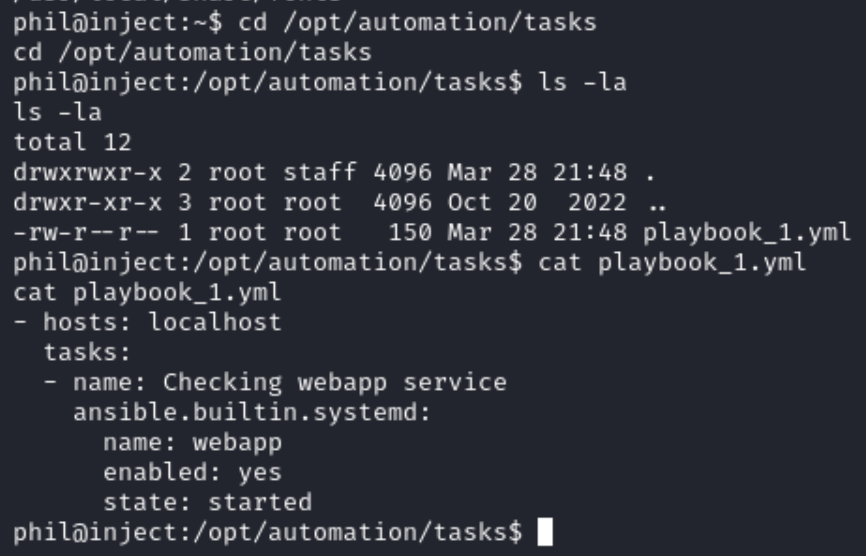 phil@inject:~$ cd /opt/automation/tasks
cd /opt/automation/tasks
phil@inject:/opt/automation/tasks$ ls -la
ls -la
total 12
drwxrwxr-x 2 root staff 4096 Mar 28 21:48 .
drwxr-xr-x 3 root root  4096 Oct 20  2022 ..
-rw-r--r-- 1 root root   150 Mar 28 21:48 playbook_1.yml
phil@inject:/opt/automation/tasks$ cat playbook_1.yml
cat playbook_1.yml
- hosts: localhost
  tasks:
  - name: Checking webapp service
    ansible.builtin.systemd:
      name: webapp
      enabled: yes
      state: started
phil@inject:/opt/automation/tasks$